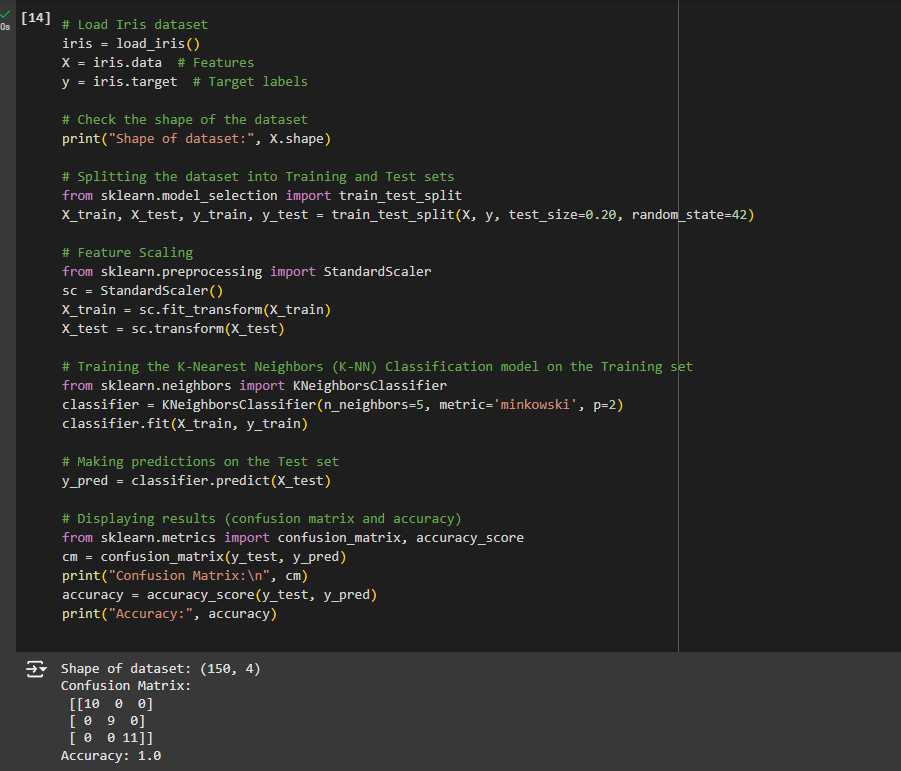 [14]
0s
# Load Iris dataset
iris = load_iris()
X = iris.data  # Features
y = iris.target  # Target labels

# Check the shape of the dataset
print("Shape of dataset:", X.shape)

# Splitting the dataset into Training and Test sets
from sklearn.model_selection import train_test_split
X_train, X_test, y_train, y_test = train_test_split(X, y, test_size=0.20, random_state=42)

# Feature Scaling
from sklearn.preprocessing import StandardScaler
sc = StandardScaler()
X_train = sc.fit_transform(X_train)
X_test = sc.transform(X_test)

# Training the K-Nearest Neighbors (K-NN) Classification model on the Training set
from sklearn.neighbors import KNeighborsClassifier
classifier = KNeighborsClassifier(n_neighbors=5, metric='minkowski', p=2)
classifier.fit(X_train, y_train)

# Making predictions on the Test set
y_pred = classifier.predict(X_test)

# Displaying results (confusion matrix and accuracy)
from sklearn.metrics import confusion_matrix, accuracy_score
cm = confusion_matrix(y_test, y_pred)
print("Confusion Matrix:\n", cm)
accuracy = accuracy_score(y_test, y_pred)
print("Accuracy:", accuracy)

Shape of dataset: (150, 4)
Confusion Matrix:
 [[10  0  0]
 [ 0  9  0]
 [ 0  0 11]]
Accuracy: 1.0